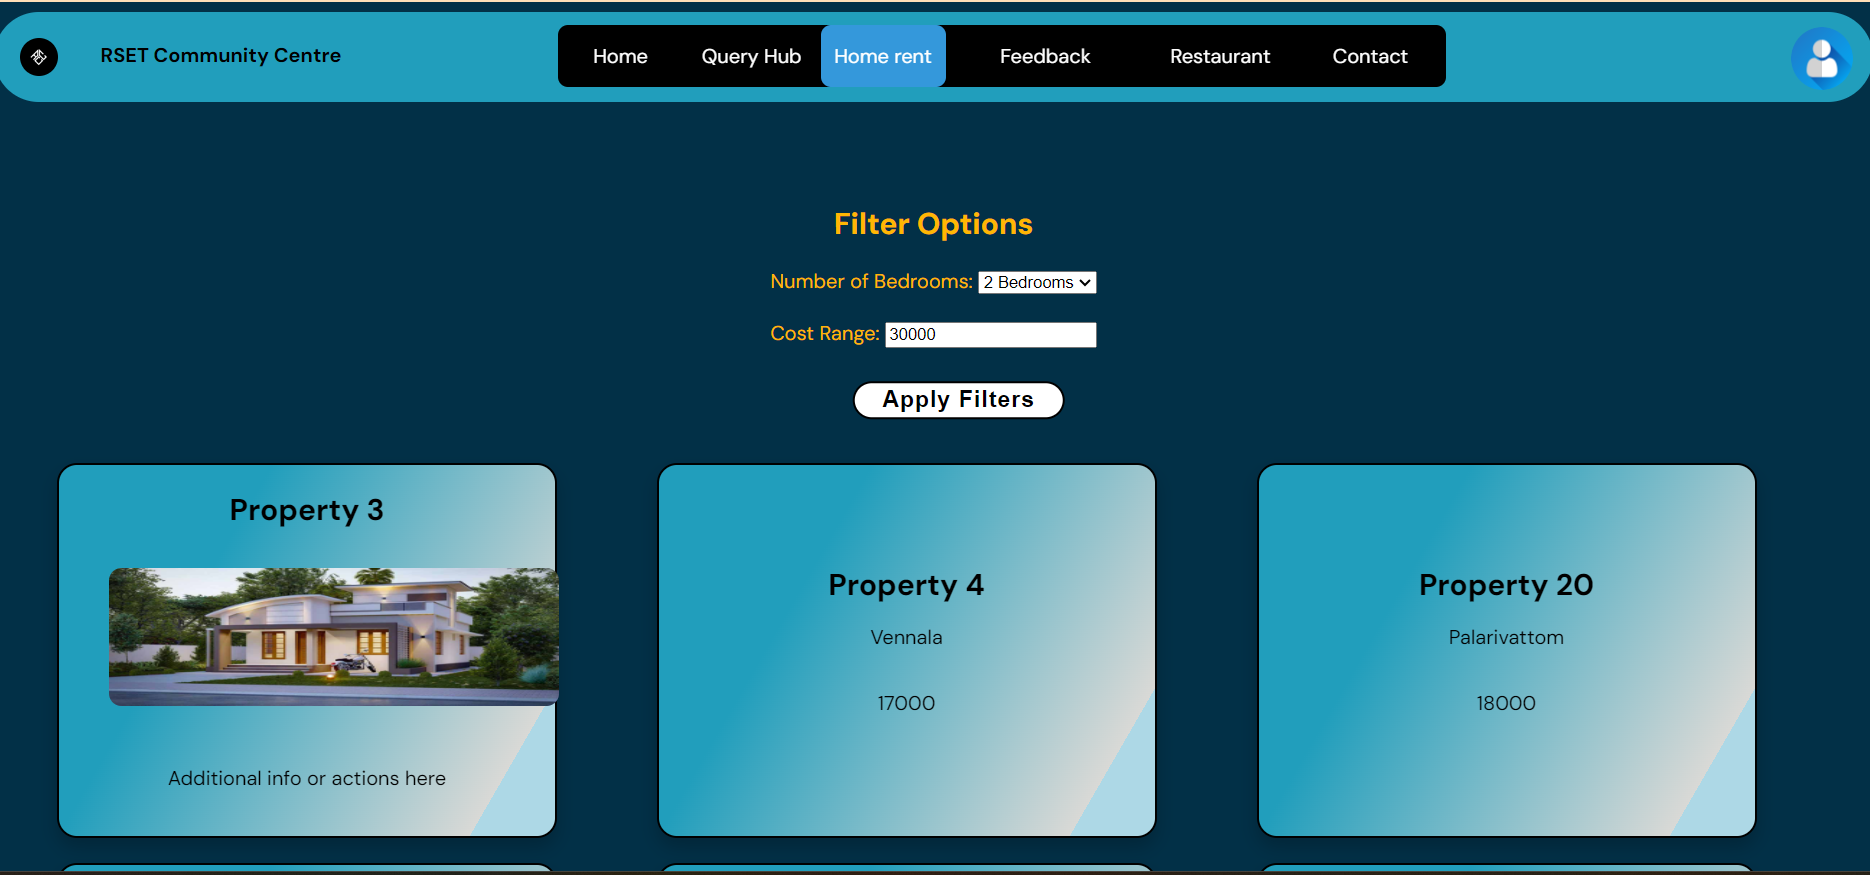 RSET Community Centre
Home
Query Hub
Home rent
Feedback
Restaurant
Contact
Filter Options
Number of Bedrooms: 2 Bedrooms
Cost Range: 30000
Apply Filters
Property 3
Additional info or actions here
Property 4
Vennala
17000
Property 20
Palarivattom
18000